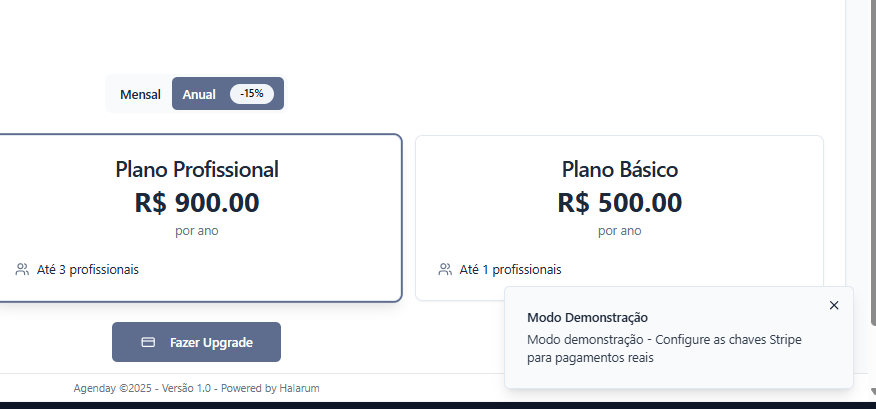 Mensal Anual -15%
Plano Profissional
R$ 900.00
por ano
Até 3 profissionais
Plano Básico
R$ 500.00
por ano
Até 1 profissionais
Fazer Upgrade
Modo Demonstração
Modo demonstração - Configure as chaves Stripe
para pagamentos reais
Agenday ©2025 - Versão 1.0 - Powered by Haiarum